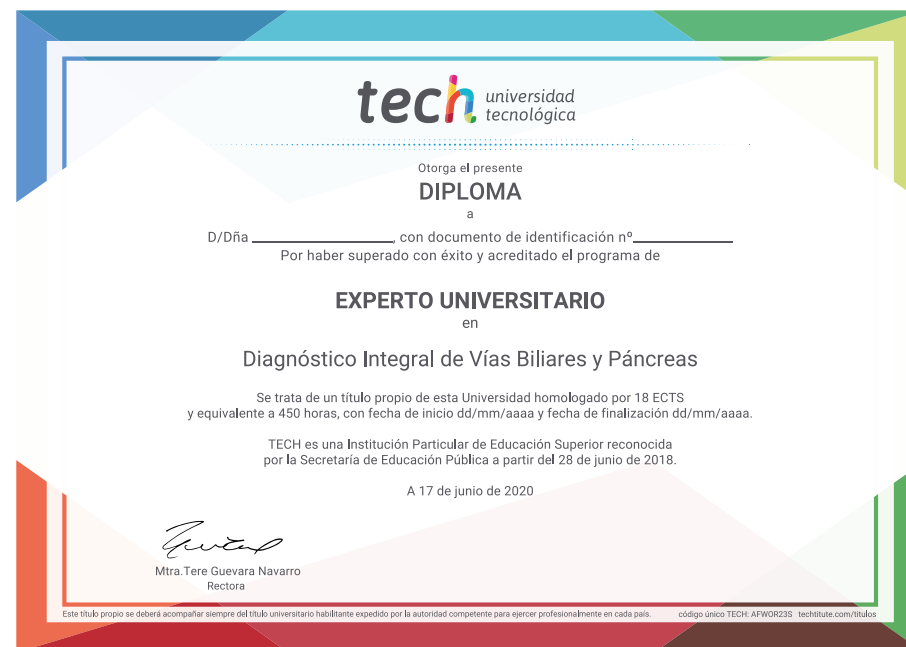 tech universidad
tecnológica
Otorga el presente
DIPLOMA
a
D/Dña ____________________, con documento de identificación nº______________
Por haber superado con éxito y acreditado el programa de
EXPERTO UNIVERSITARIO
en
Diagnóstico Integral de Vías Biliares y Páncreas
Se trata de un título propio de esta Universidad homologado por 18 ECTS
y equivalente a 450 horas, con fecha de inicio dd/mm/aaaa y fecha de finalización dd/mm/aaaa.
TECH es una Institución Particular de Educación Superior reconocida
por la Secretaría de Educación Pública a partir del 28 de junio de 2018.
A 17 de junio de 2020
Mtra.Tere Guevara Navarro
Rectora
Este título propio se deberá acompañar siempre del título universitario habilitante expedido por la autoridad competente para ejercer profesionalmente en cada país. código único TECH: AFWOR23S techtitute.com/titulos